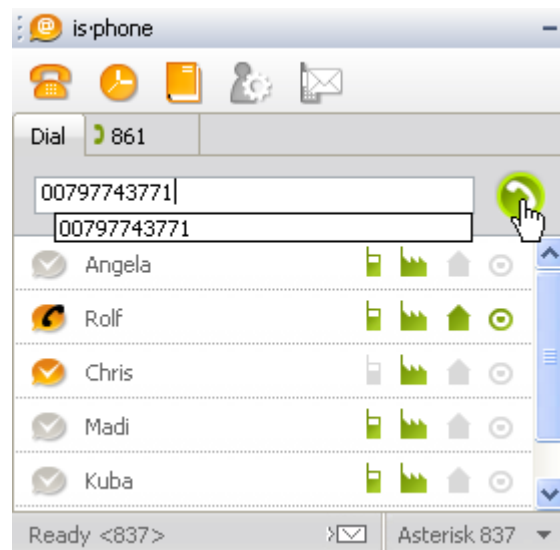 is·phone
Dial 861
00797743771
00797743771
Angela
Rolf
Chris
Madi
Kuba
Ready <837> Asterisk 837